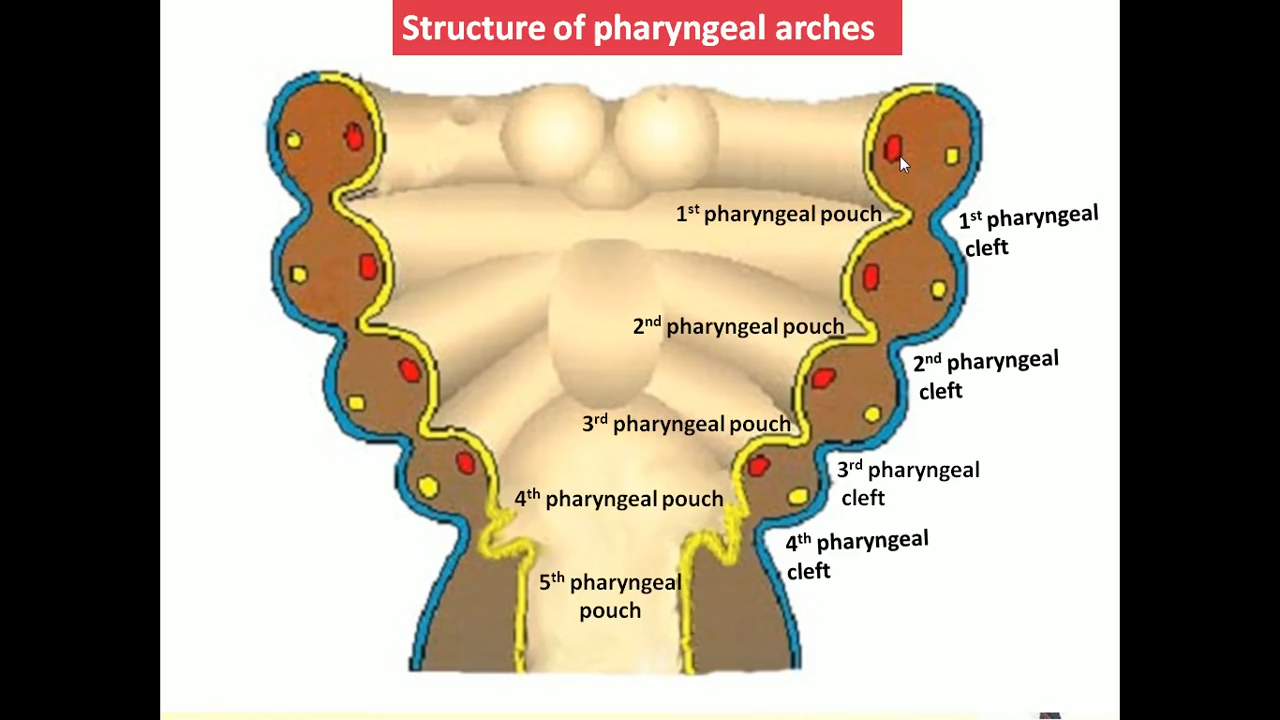 Structure of pharyngeal arches
1st pharyngeal pouch
1st pharyngeal
cleft
2nd pharyngeal pouch
2nd pharyngeal
cleft
3rd pharyngeal pouch
3rd pharyngeal
cleft
4th pharyngeal pouch
4th pharyngeal
cleft
5th pharyngeal
pouch